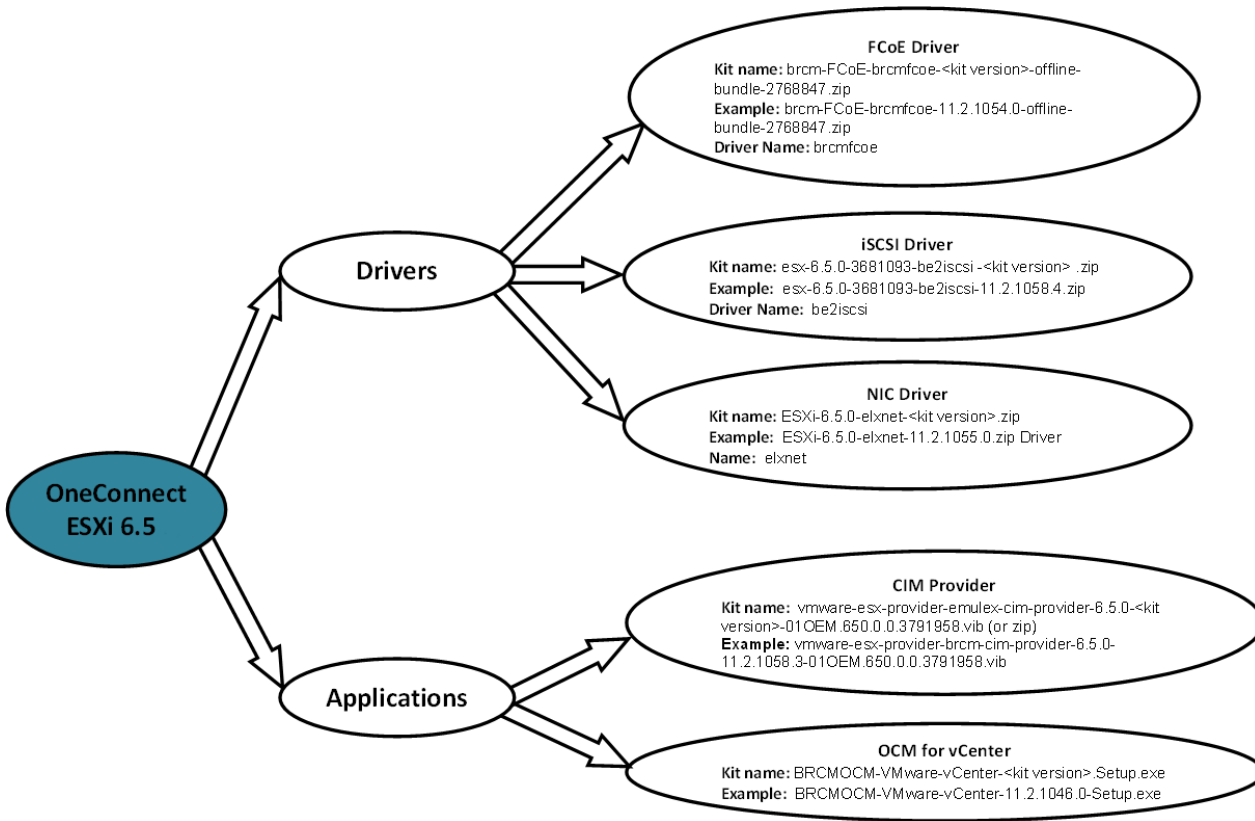 FCoE Driver
Kit name: brcm-FCoE-brcmfcoe-<kit version>-offline-
bundle-2768847.zip
Example: brcm-FCoE-brcmfcoe-11.2.1054.0-offline-
bundle-2768847.zip
Driver Name: brcmfcoe
Drivers
iSCSI Driver
Kit name: esx-6.5.0-3681093-be2iscsi -<kit version> .zip
Example: esx-6.5.0-3681093-be2iscsi-11.2.1058.4.zip
Driver Name: be2iscsi
NIC Driver
Kit name: ESXi-6.5.0-elxnet-<kit version>.zip
Example: ESXi-6.5.0-elxnet-11.2.1055.0.zip Driver
Name: elxnet
OneConnect
ESXi 6.5
CIM Provider
Kit name: vmware-esx-provider-emulex-cim-provider-6.5.0-<kit
version>-01OEM.650.0.0.3791958.vib (or zip)
Example: vmware-esx-provider-brcm-cim-provider-6.5.0-
11.2.1058.3-01OEM.650.0.0.3791958.vib
Applications
OCM for vCenter
Kit name: BRCMOCM-VMware-vCenter-<kit version>.Setup.exe
Example: BRCMOCM-VMware-vCenter-11.2.1046.0-Setup.exe